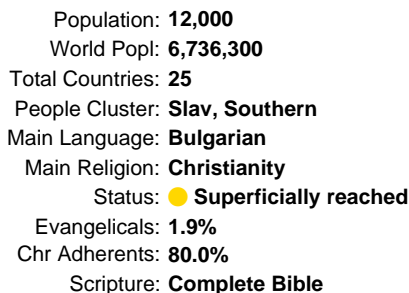 Population: 12,000
World Popl: 6,736,300
Total Countries: 25
People Cluster: Slav, Southern
Main Language: Bulgarian
Main Religion: Christianity
Status: Superficially reached
Evangelicals: 1.9%
Chr Adherents: 80.0%
Scripture: Complete Bible